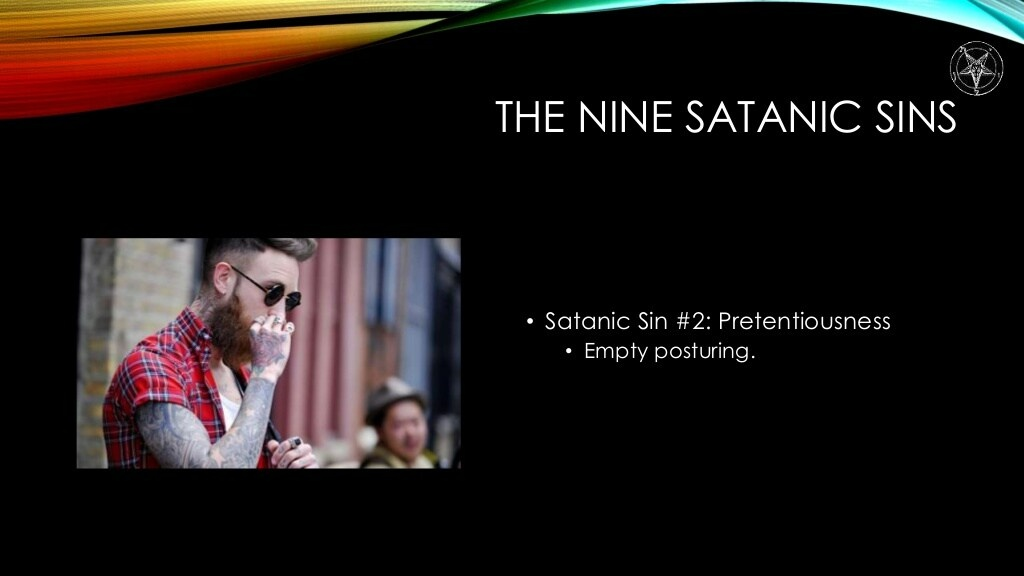 THE NINE SATANIC SINS
• Satanic Sin #2: Pretentiousness
• Empty posturing.